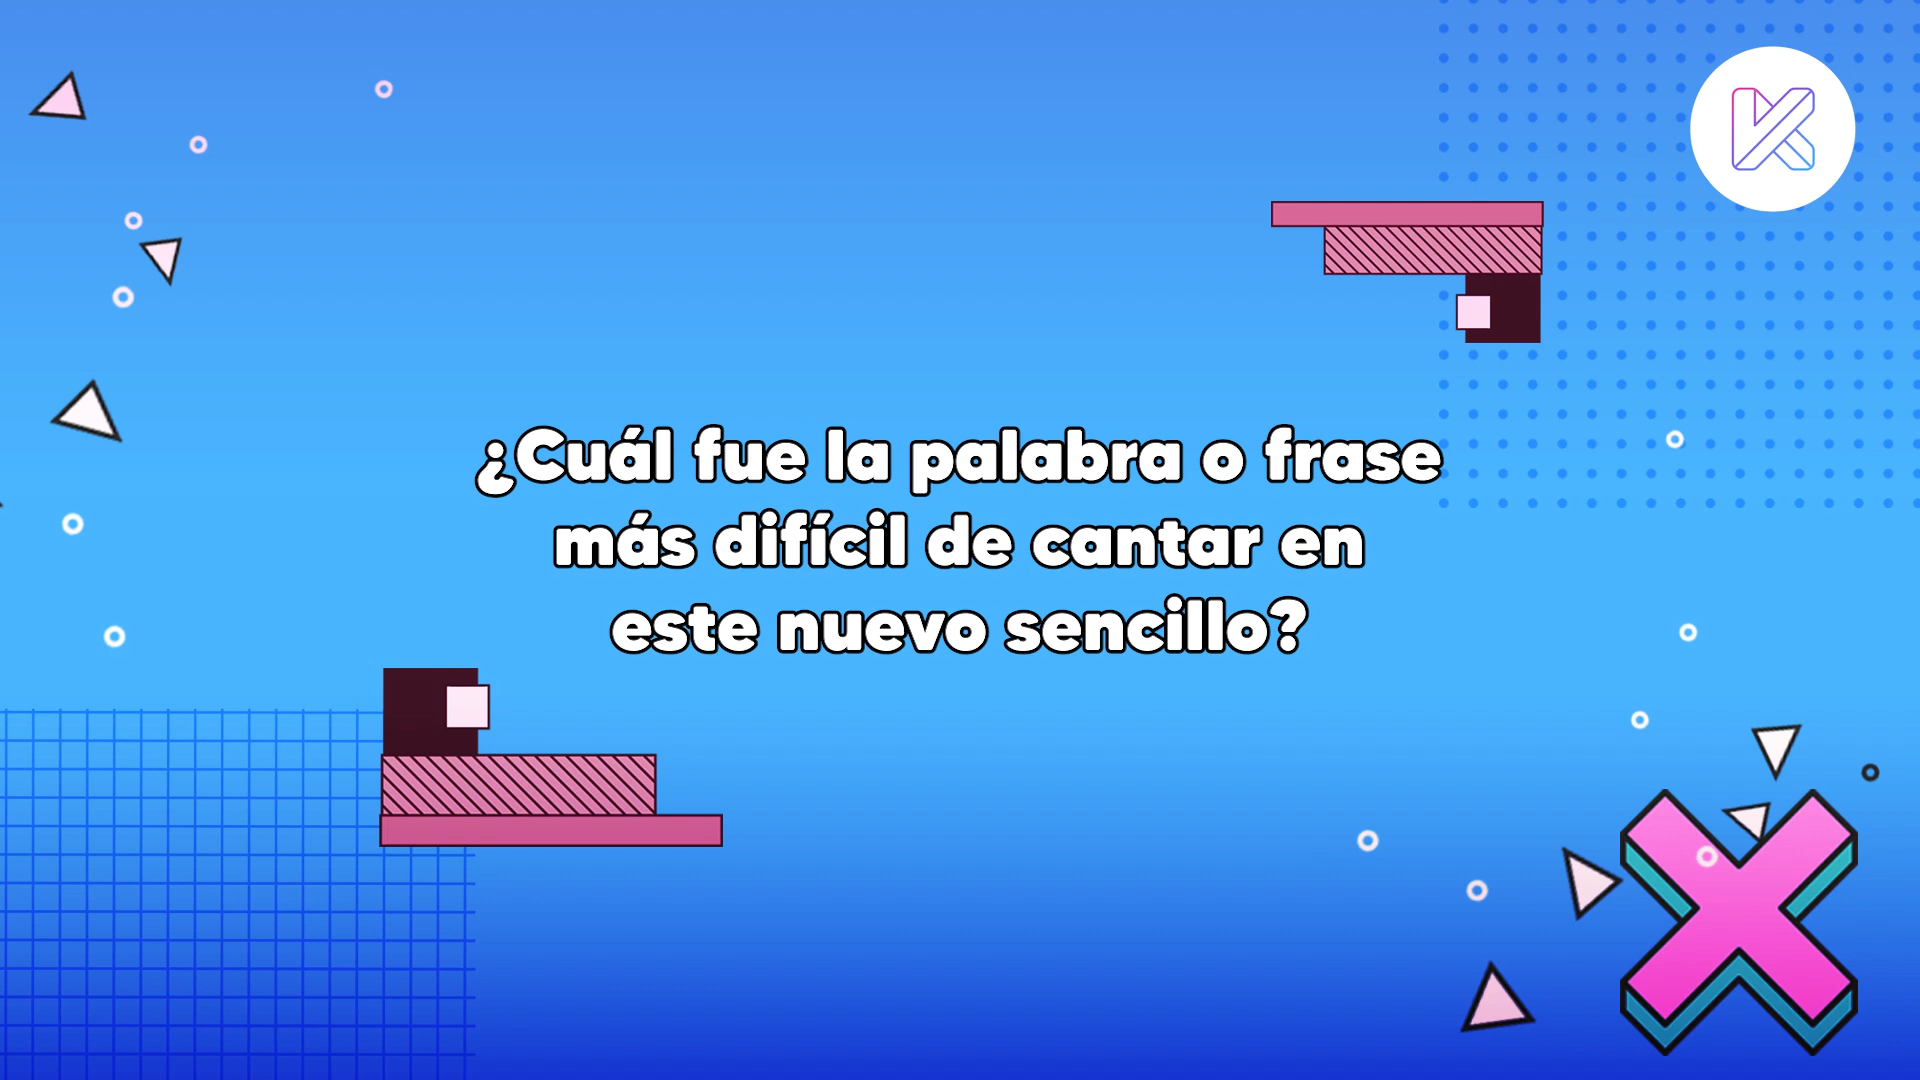 ¿Cuál fue la palabra o frase
más difícil de cantar en
este nuevo sencillo?